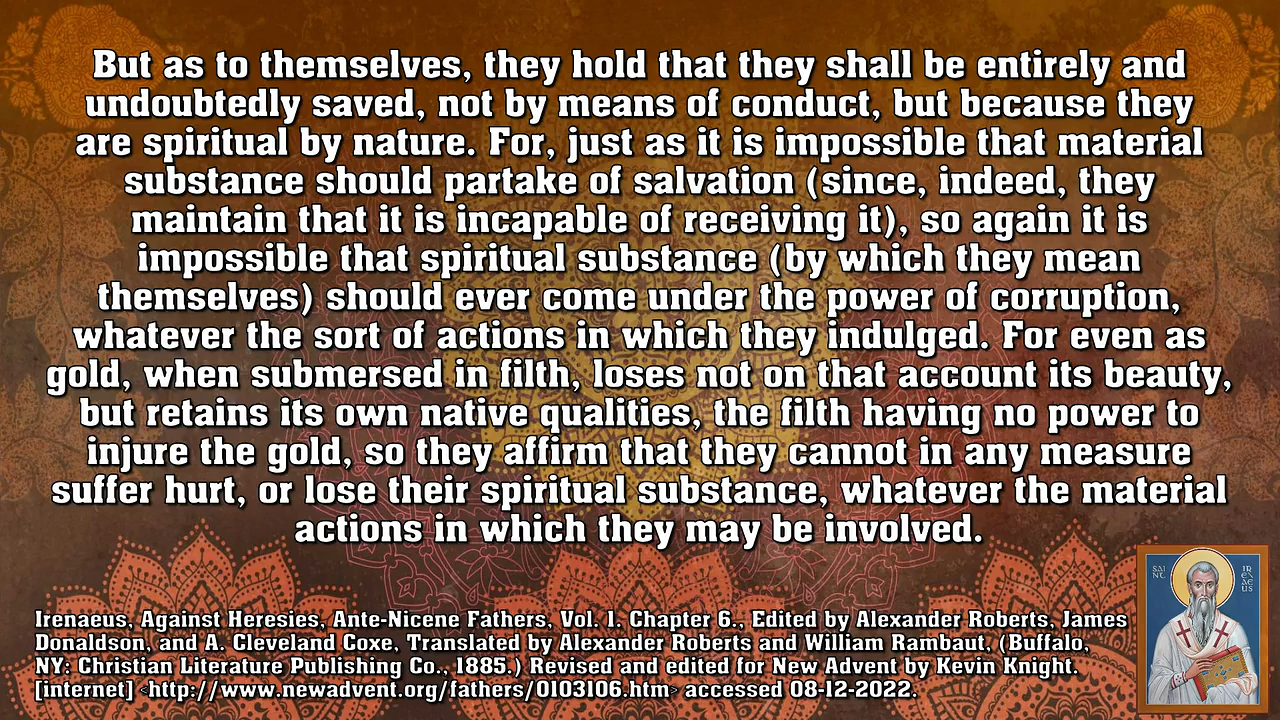 But as to themselves, they hold that they shall be entirely and
undoubtedly saved, not by means of conduct, but because they
are spiritual by nature. For, just as it is impossible that material
substance should partake of salvation (since, indeed, they
maintain that it is incapable of receiving it), so again it is
impossible that spiritual substance (by which they mean
themselves) should ever come under the power of corruption,
whatever the sort of actions in which they indulged. For even as
gold, when submersed in filth, loses not on that account its beauty,
but retains its own native qualities, the filth having no power to
injure the gold, so they affirm that they cannot in any measure
suffer hurt, or lose their spiritual substance, whatever the material
actions in which they may be involved.
SAI
NT
IR
EN
AE
US
Irenaeus, Against Heresies, Ante-Nicene Fathers, Vol. 1. Chapter 6., Edited by Alexander Roberts, James
Donaldson, and A. Cleveland Coxe, Translated by Alexander Roberts and William Rambaut, (Buffalo,
NY: Christian Literature Publishing Co., 1885.) Revised and edited for New Advent by Kevin Knight.
[internet] <http://www.newadvent.org/fathers/0103106.htm> accessed 08-12-2022.